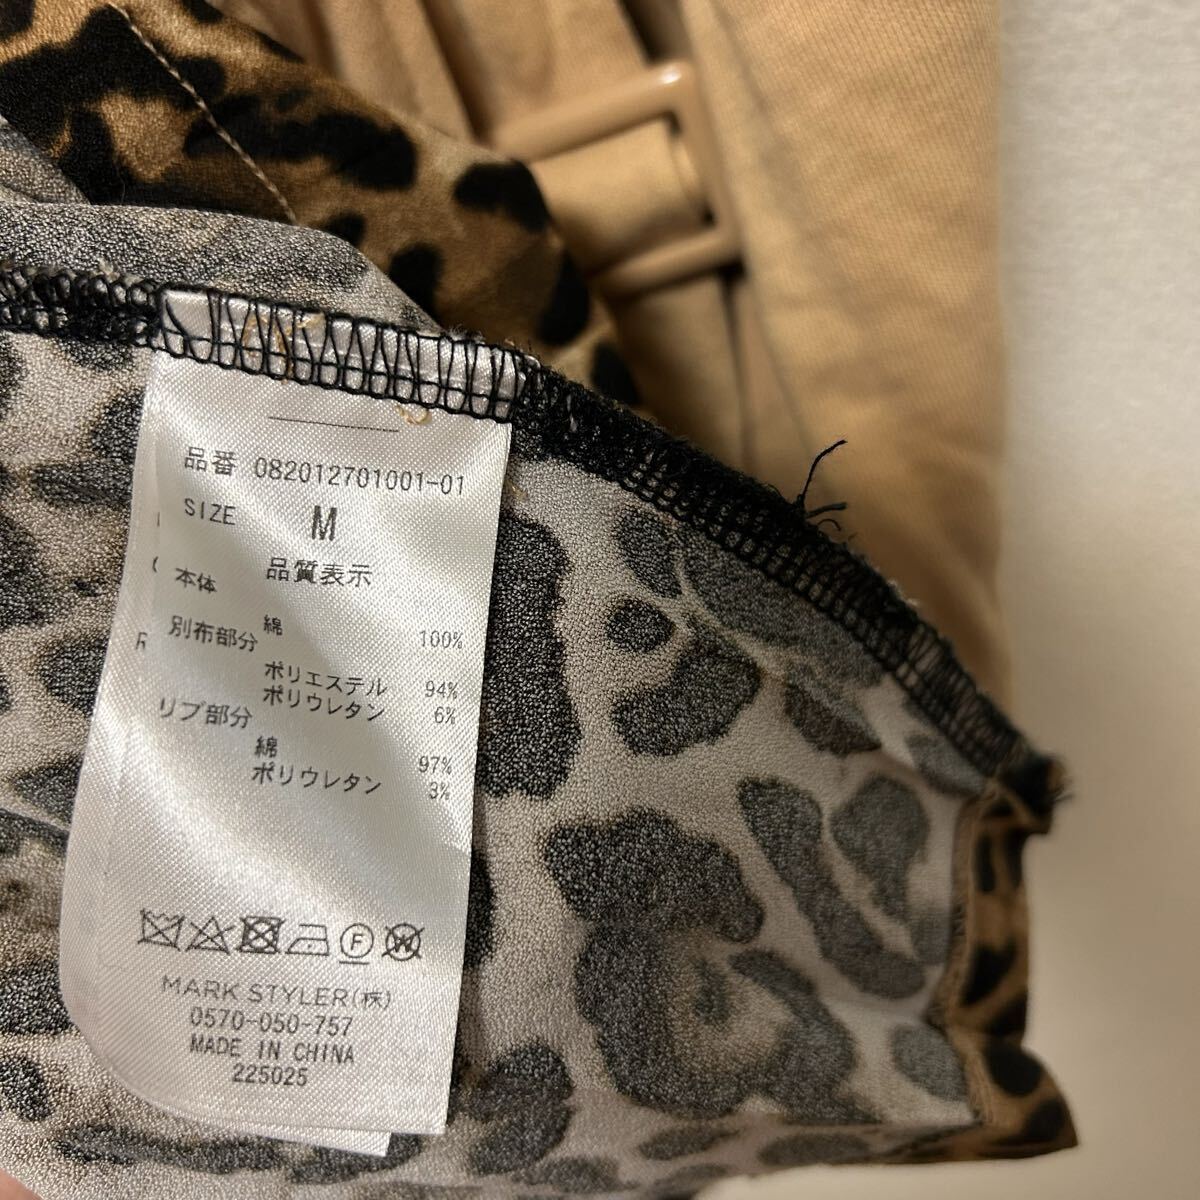 品番 082012701001-01
SIZE M
品質表示
本体
綿 100%
別布部分
ポリエステル 94%
ポリウレタン 6%
リブ部分
綿 97%
ポリウレタン 3%
F W
MARK STYLER(株)
0570-050-757
MADE IN CHINA
225025